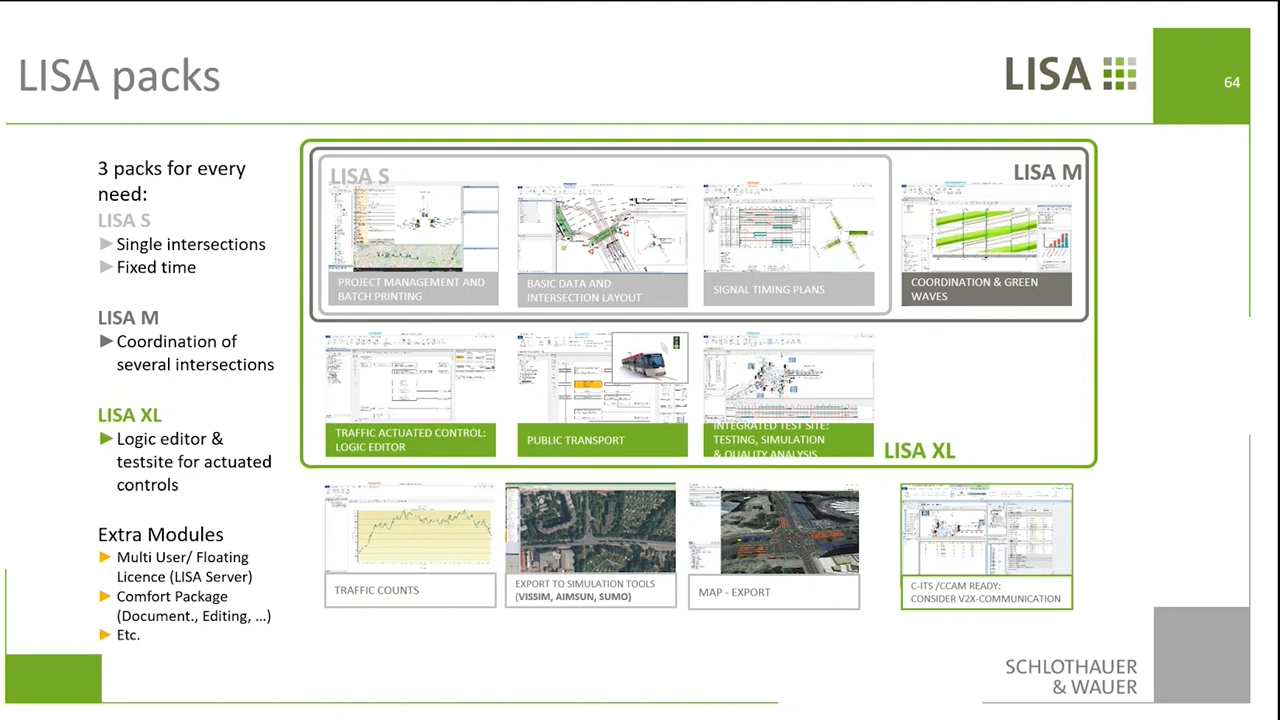 LISA packs
LISA
64
3 packs for every
need:
LISA S
Single intersections
Fixed time
LISA M
Coordination of
several intersections
LISA XL
Logic editor &
testsite for actuated
controls
Extra Modules
Multi User/ Floating
Licence (LISA Server)
Comfort Package
(Document., Editing, …)
Etc.
LISA S
LISA M
PROJECT MANAGEMENT AND
BATCH PRINTING
BASIC DATA AND
INTERSECTION LAYOUT
SIGNAL TIMING PLANS
COORDINATION & GREEN
WAVES
TRAFFIC ACTUATED CONTROL:
LOGIC EDITOR
PUBLIC TRANSPORT
INTEGRATED TEST SITE:
TESTING, SIMULATION
& QUALITY ANALYSIS
LISA XL
TRAFFIC COUNTS
EXPORT TO SIMULATION TOOLS
(VISSIM, AIMSUN, SUMO)
MAP - EXPORT
C-ITS /CCAM READY:
CONSIDER V2X-COMMUNICATION
SCHLOTHAUER
& WAUER